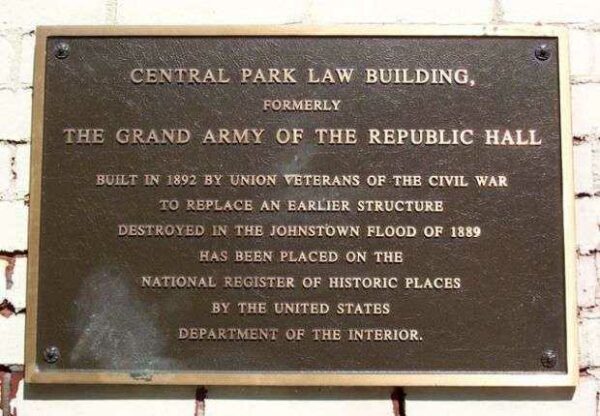 CENTRAL PARK LAW BUILDING,
FORMERLY
THE GRAND ARMY OF THE REPUBLIC HALL
BUILT IN 1892 BY UNION VETERANS OF THE CIVIL WAR
TO REPLACE AN EARLIER STRUCTURE
DESTROYED IN THE JOHNSTOWN FLOOD OF 1889
HAS BEEN PLACED ON THE
NATIONAL REGISTER OF HISTORIC PLACES
BY THE UNITED STATES
DEPARTMENT OF THE INTERIOR.